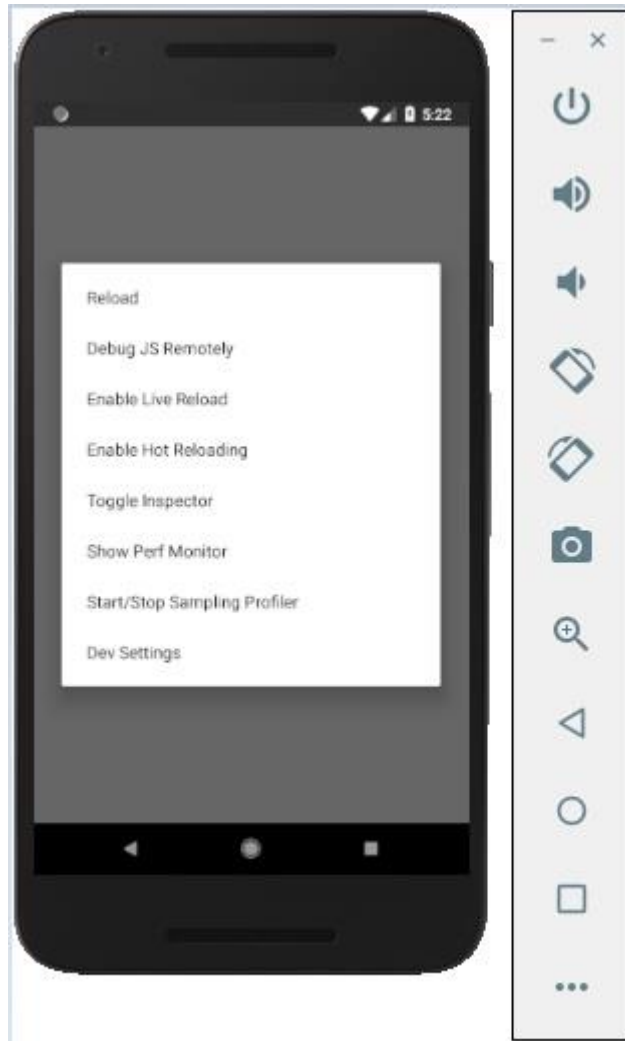 5:22
Reload
Debug JS Remotely
Enable Live Reload
Enable Hot Reloading
Toggle Inspector
Show Perf Monitor
Start/Stop Sampling Profiler
Dev Settings